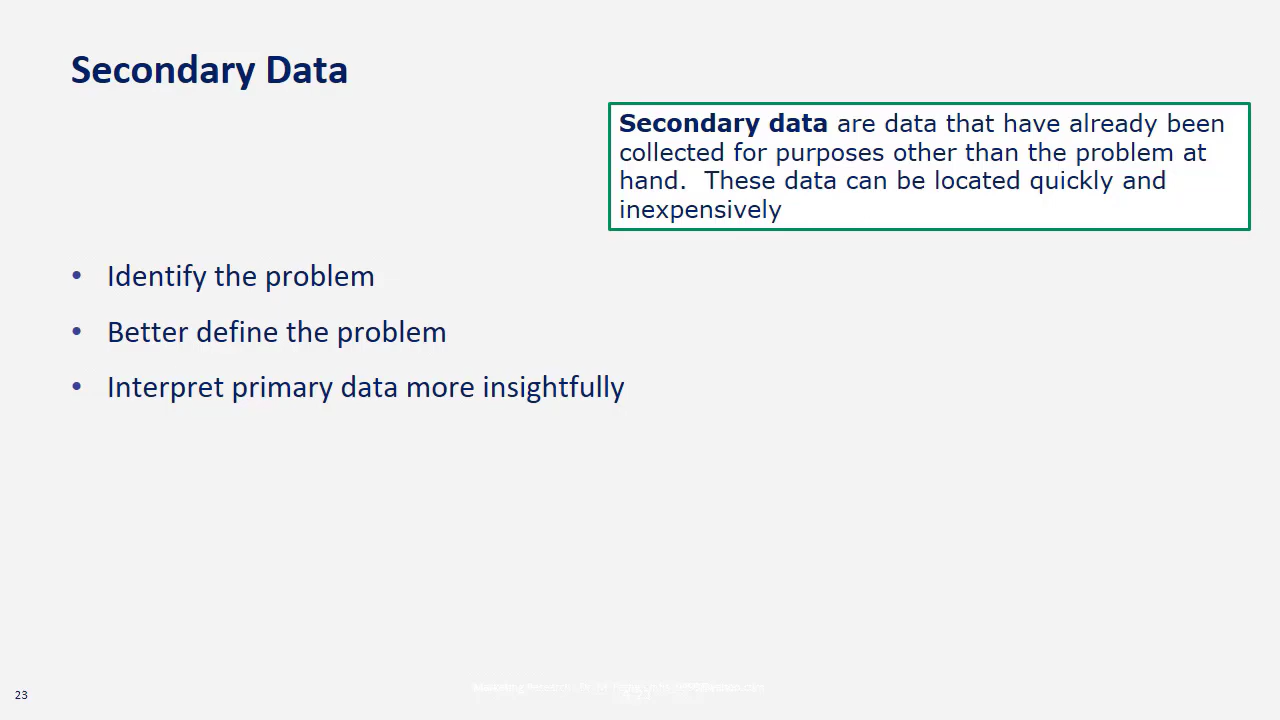 Secondary Data
Secondary data are data that have already been
collected for purposes other than the problem at
hand.  These data can be located quickly and
inexpensively
• Identify the problem
• Better define the problem
• Interpret primary data more insightfully
23